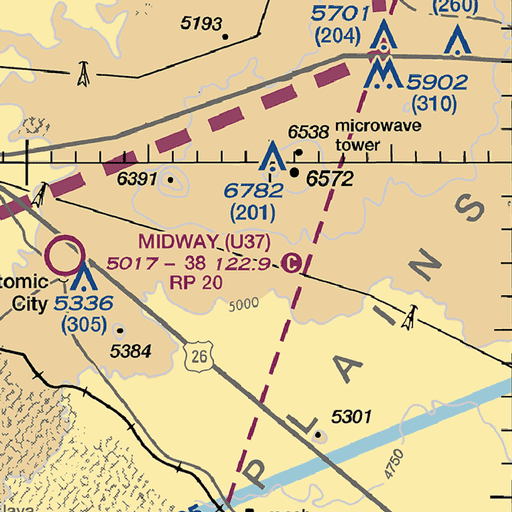 (260)
5701
(204)
5193
5902
(310)
microwave
tower
6538
6572
6391
6782
(201)
MIDWAY (U37)
5017 - 38 122.9 C
RP 20
tomic
City
5336
(305)
5000
5384
26
5301
4750
P L A I N S